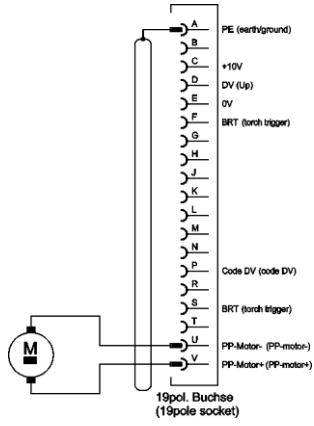 A PE (earth/ground)
B
C +10V
D DV (Up)
E 0V
F BRT (torch trigger)
G
H
J
K
L
M
N
P Code DV (code DV)
R
S BRT (torch trigger)
T
U PP-Motor- (PP-motor-)
V PP-Motor+ (PP-motor+)
M
19pol. Buchse
(19pole socket)